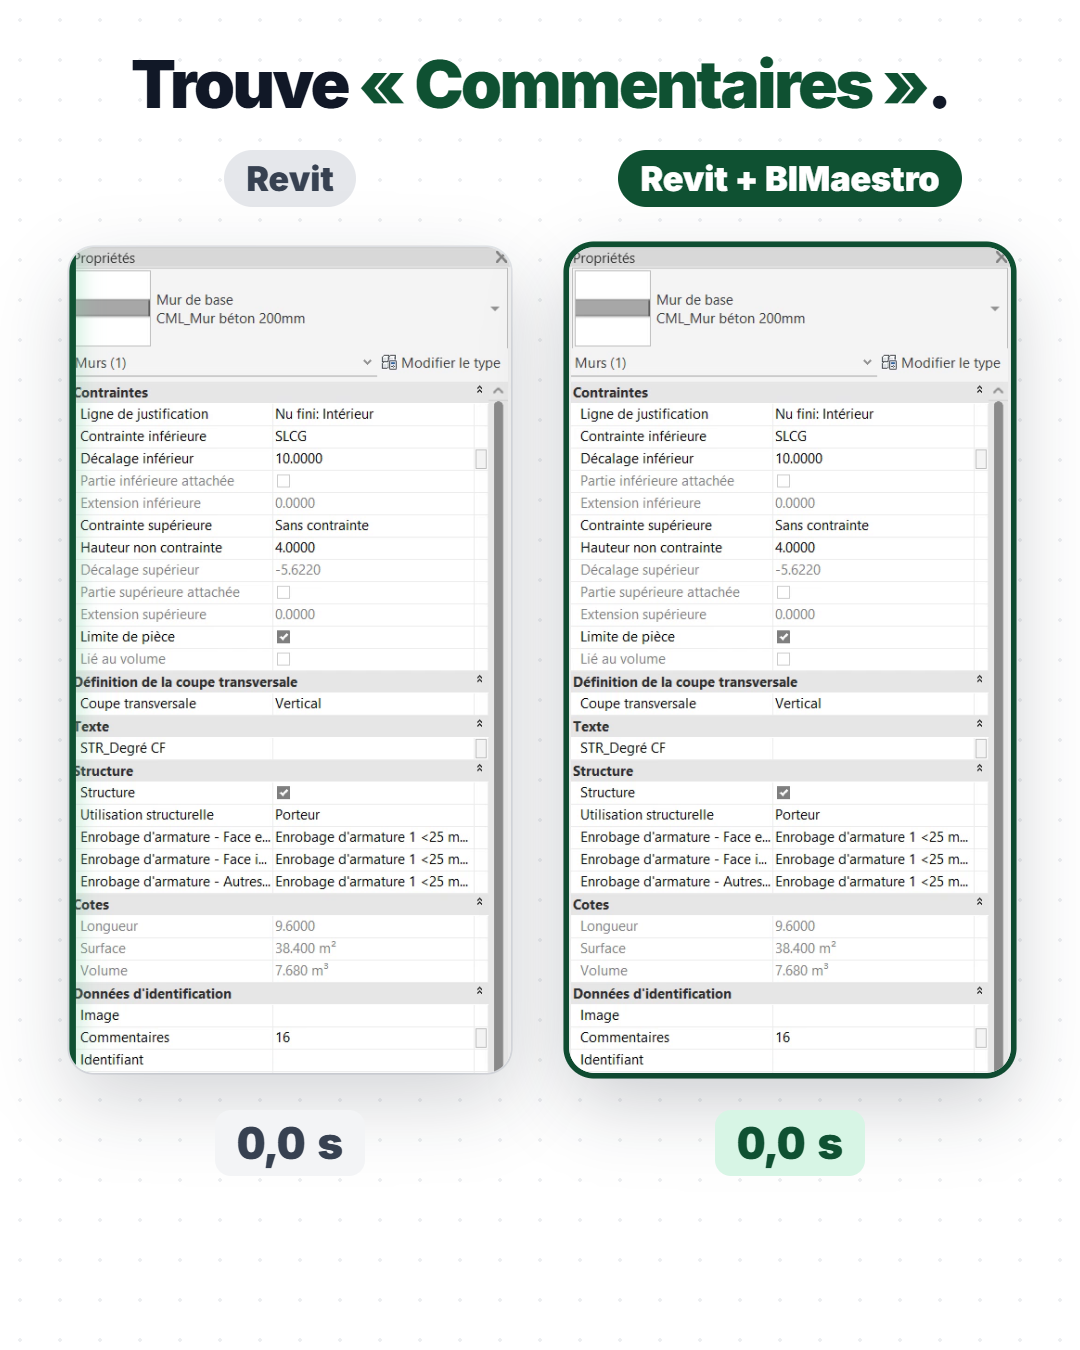 Trouve « Commentaires ».
Revit
Propriétés
Mur de base
CML_Mur béton 200mm
Murs (1) Modifier le type
Contraintes
Ligne de justification Nu fini: Intérieur
Contrainte inférieure SLCG
Décalage inférieur 10.0000
Partie inférieure attachée
Extension inférieure 0.0000
Contrainte supérieure Sans contrainte
Hauteur non contrainte 4.0000
Décalage supérieur -5.6220
Partie supérieure attachée
Extension supérieure 0.0000
Limite de pièce
Lié au volume
Définition de la coupe transversale
Coupe transversale Vertical
Texte
STR_Degré CF
Structure
Structure
Utilisation structurelle Porteur
Enrobage d'armature - Face e... Enrobage d'armature 1 <25 m...
Enrobage d'armature - Face i... Enrobage d'armature 1 <25 m...
Enrobage d'armature - Autres... Enrobage d'armature 1 <25 m...
Cotes
Longueur 9.6000
Surface 38.400 m²
Volume 7.680 m³
Données d'identification
Image
Commentaires 16
Identifiant
0,0 s
Revit + BIMaestro
Propriétés
Mur de base
CML_Mur béton 200mm
Murs (1) Modifier le type
Contraintes
Ligne de justification Nu fini: Intérieur
Contrainte inférieure SLCG
Décalage inférieur 10.0000
Partie inférieure attachée
Extension inférieure 0.0000
Contrainte supérieure Sans contrainte
Hauteur non contrainte 4.0000
Décalage supérieur -5.6220
Partie supérieure attachée
Extension supérieure 0.0000
Limite de pièce
Lié au volume
Définition de la coupe transversale
Coupe transversale Vertical
Texte
STR_Degré CF
Structure
Structure
Utilisation structurelle Porteur
Enrobage d'armature - Face e... Enrobage d'armature 1 <25 m...
Enrobage d'armature - Face i... Enrobage d'armature 1 <25 m...
Enrobage d'armature - Autres... Enrobage d'armature 1 <25 m...
Cotes
Longueur 9.6000
Surface 38.400 m²
Volume 7.680 m³
Données d'identification
Image
Commentaires 16
Identifiant
0,0 s